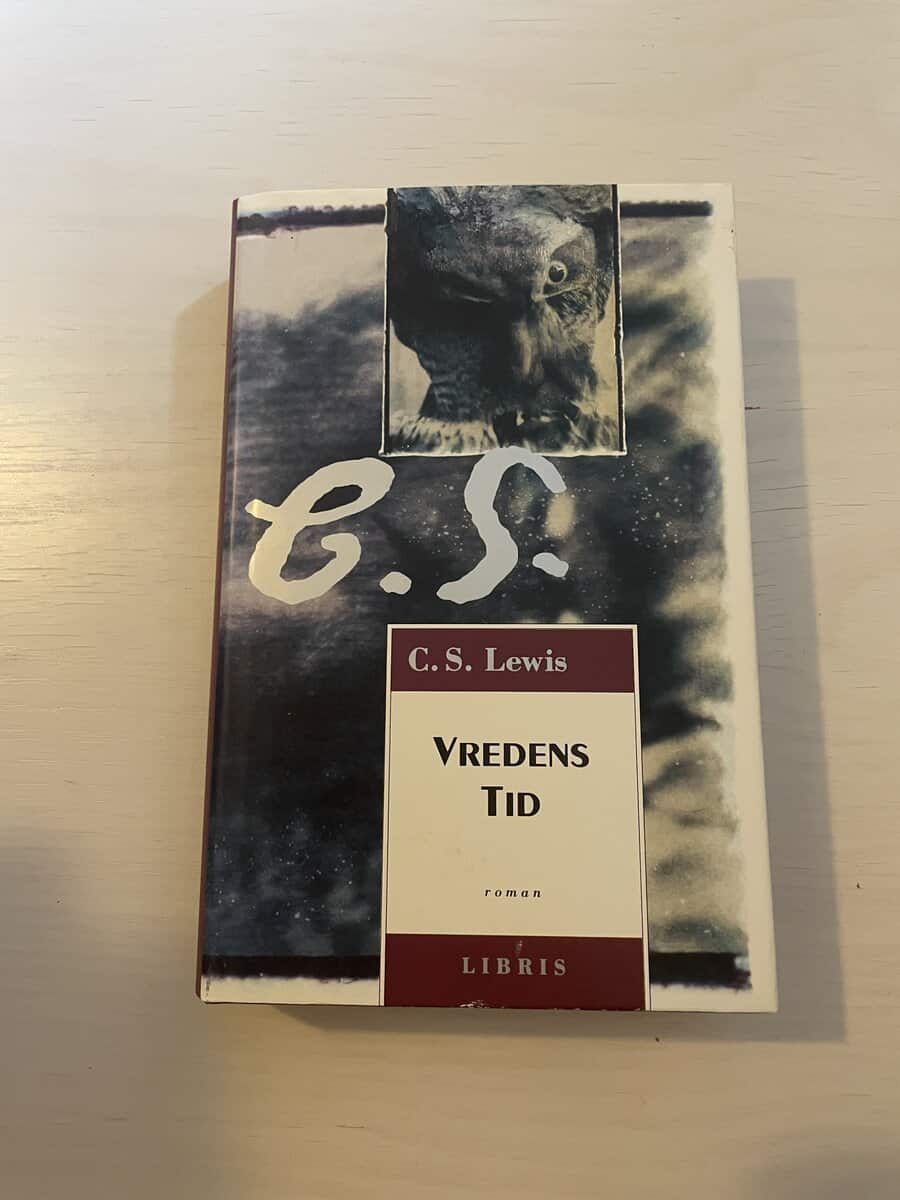 C.S.
C. S. Lewis
VREDENS
TID
roman
LIBRIS